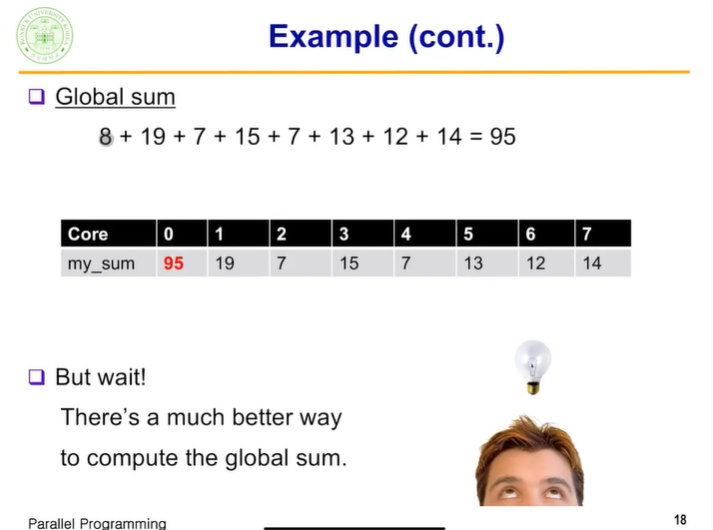 Example (cont.)
❑ Global sum
8 + 19 + 7 + 15 + 7 + 13 + 12 + 14 = 95
Core 0 1 2 3 4 5 6 7
my_sum 95 19 7 15 7 13 12 14
❑ But wait!
There's a much better way
to compute the global sum.
Parallel Programming
18